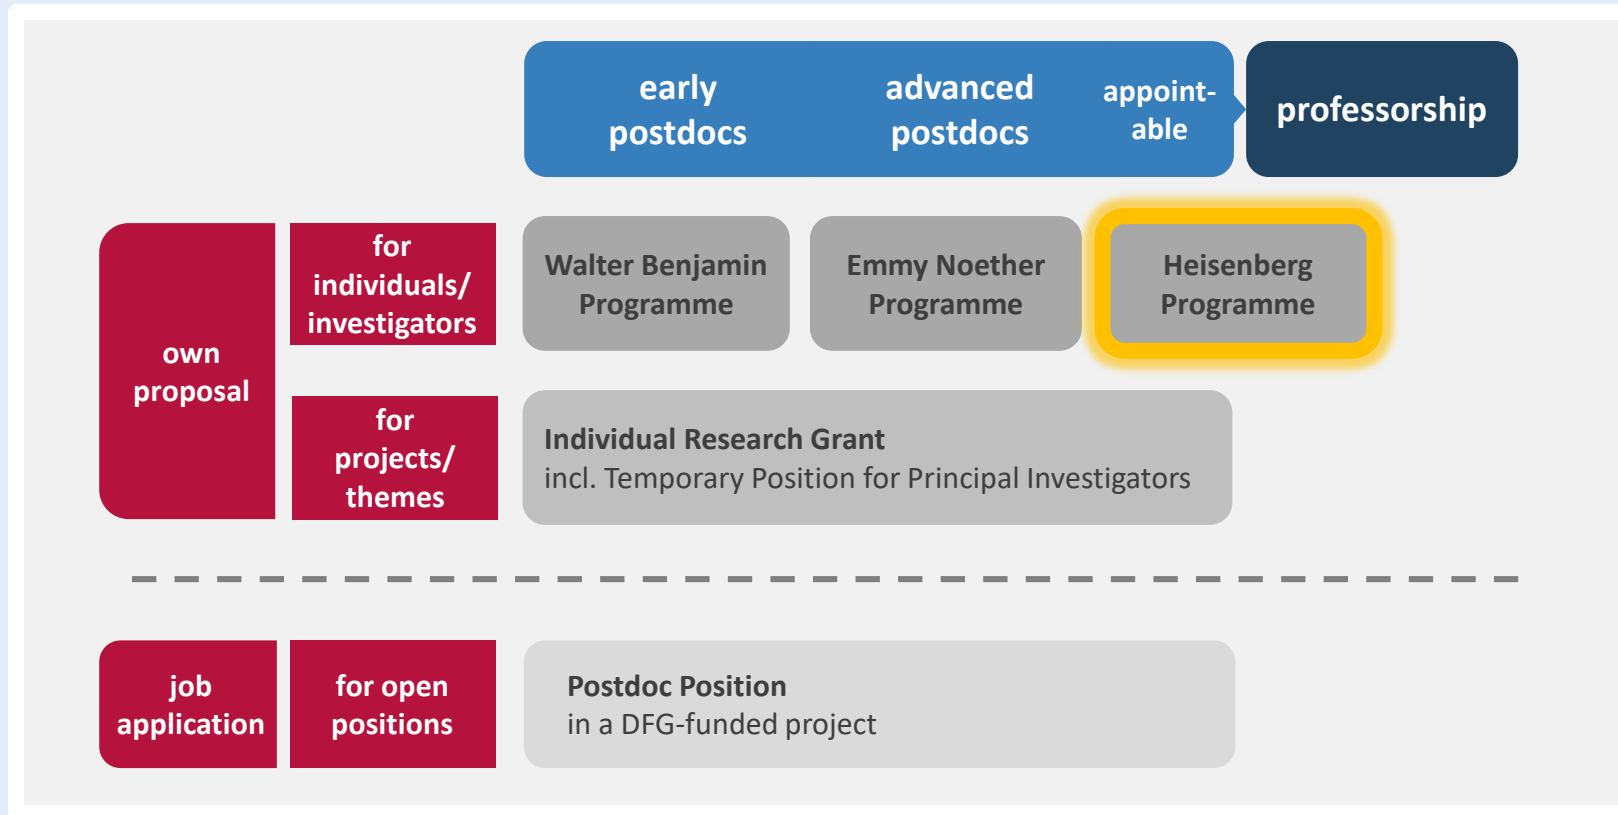 early
postdocs
advanced
postdocs
appoint-
able
professorship
own
proposal
for
individuals/
investigators
Walter Benjamin
Programme
Emmy Noether
Programme
Heisenberg
Programme
for
projects/
themes
Individual Research Grant
incl. Temporary Position for Principal Investigators
job
application
for open
positions
Postdoc Position
in a DFG-funded project